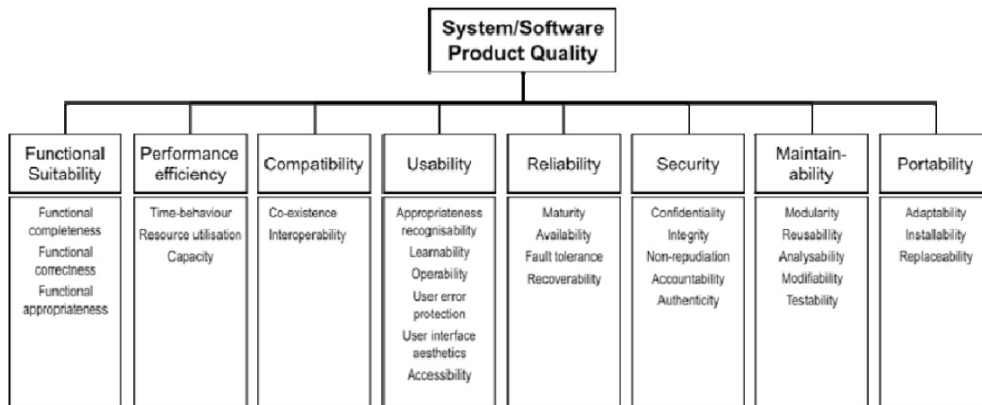 System/Software
Product Quality
Functional
Suitability
Functional
completeness
Functional
correctness
Functional
appropriateness
Performance
efficiency
Time-behaviour
Resource utilisation
Capacity
Compatibility
Co-existence
Interoperability
Usability
Appropriateness
recognisability
Learnability
Operability
User error
protection
User interface
aesthetics
Accessibility
Reliability
Maturity
Availability
Fault tolerance
Recoverability
Security
Confidentiality
Integrity
Non-repudiation
Accountability
Authenticity
Maintain-
ability
Modularity
Reusability
Analysability
Modifiability
Testability
Portability
Adaptability
Installability
Replaceability